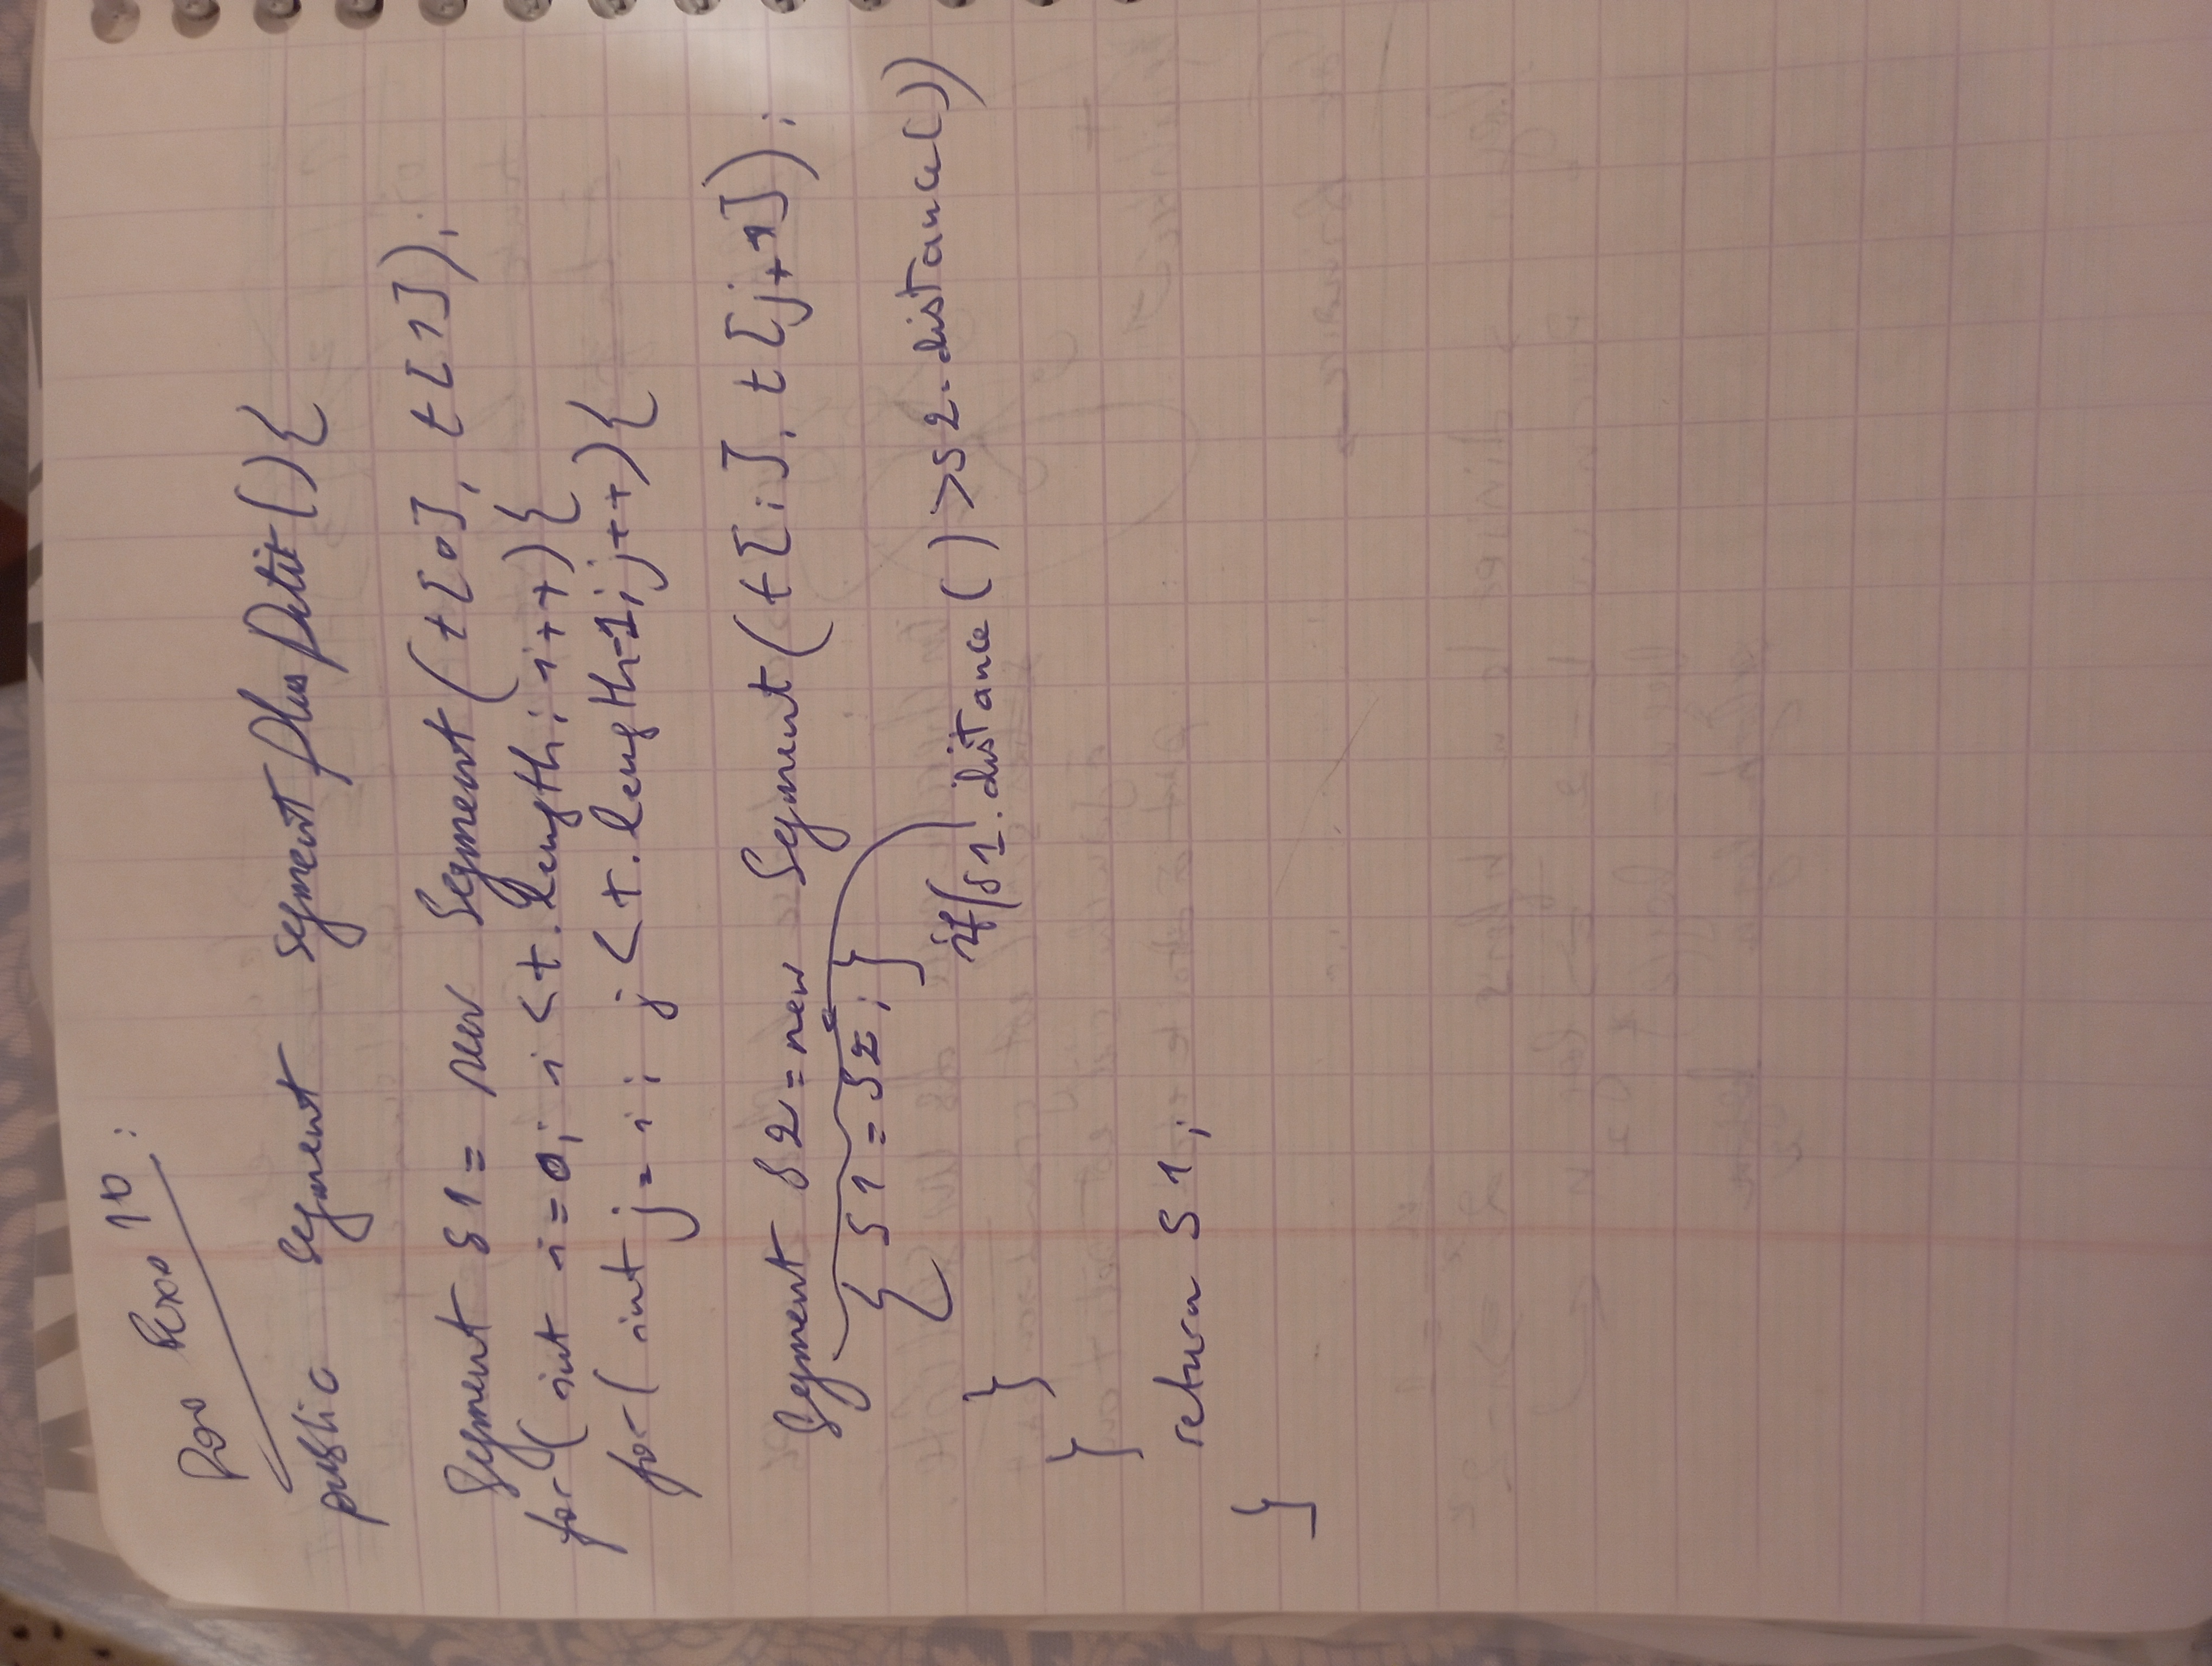 Pour Exo 10 :
public Segment segment plus Petit () {
Segment S1 = new Segment ( t[0], t[1] ) ;
for ( int i = 0 ; i < t.length ; i++ ) {
for ( int j = i ; j < t.length-1 ; j++ ) {
Segment S2 = new Segment ( t[i], t[j+1] ) ;
{ S1 = S2 ; }
if ( S1.distance () > S2.distance() )
}
}
return S1 ;
}